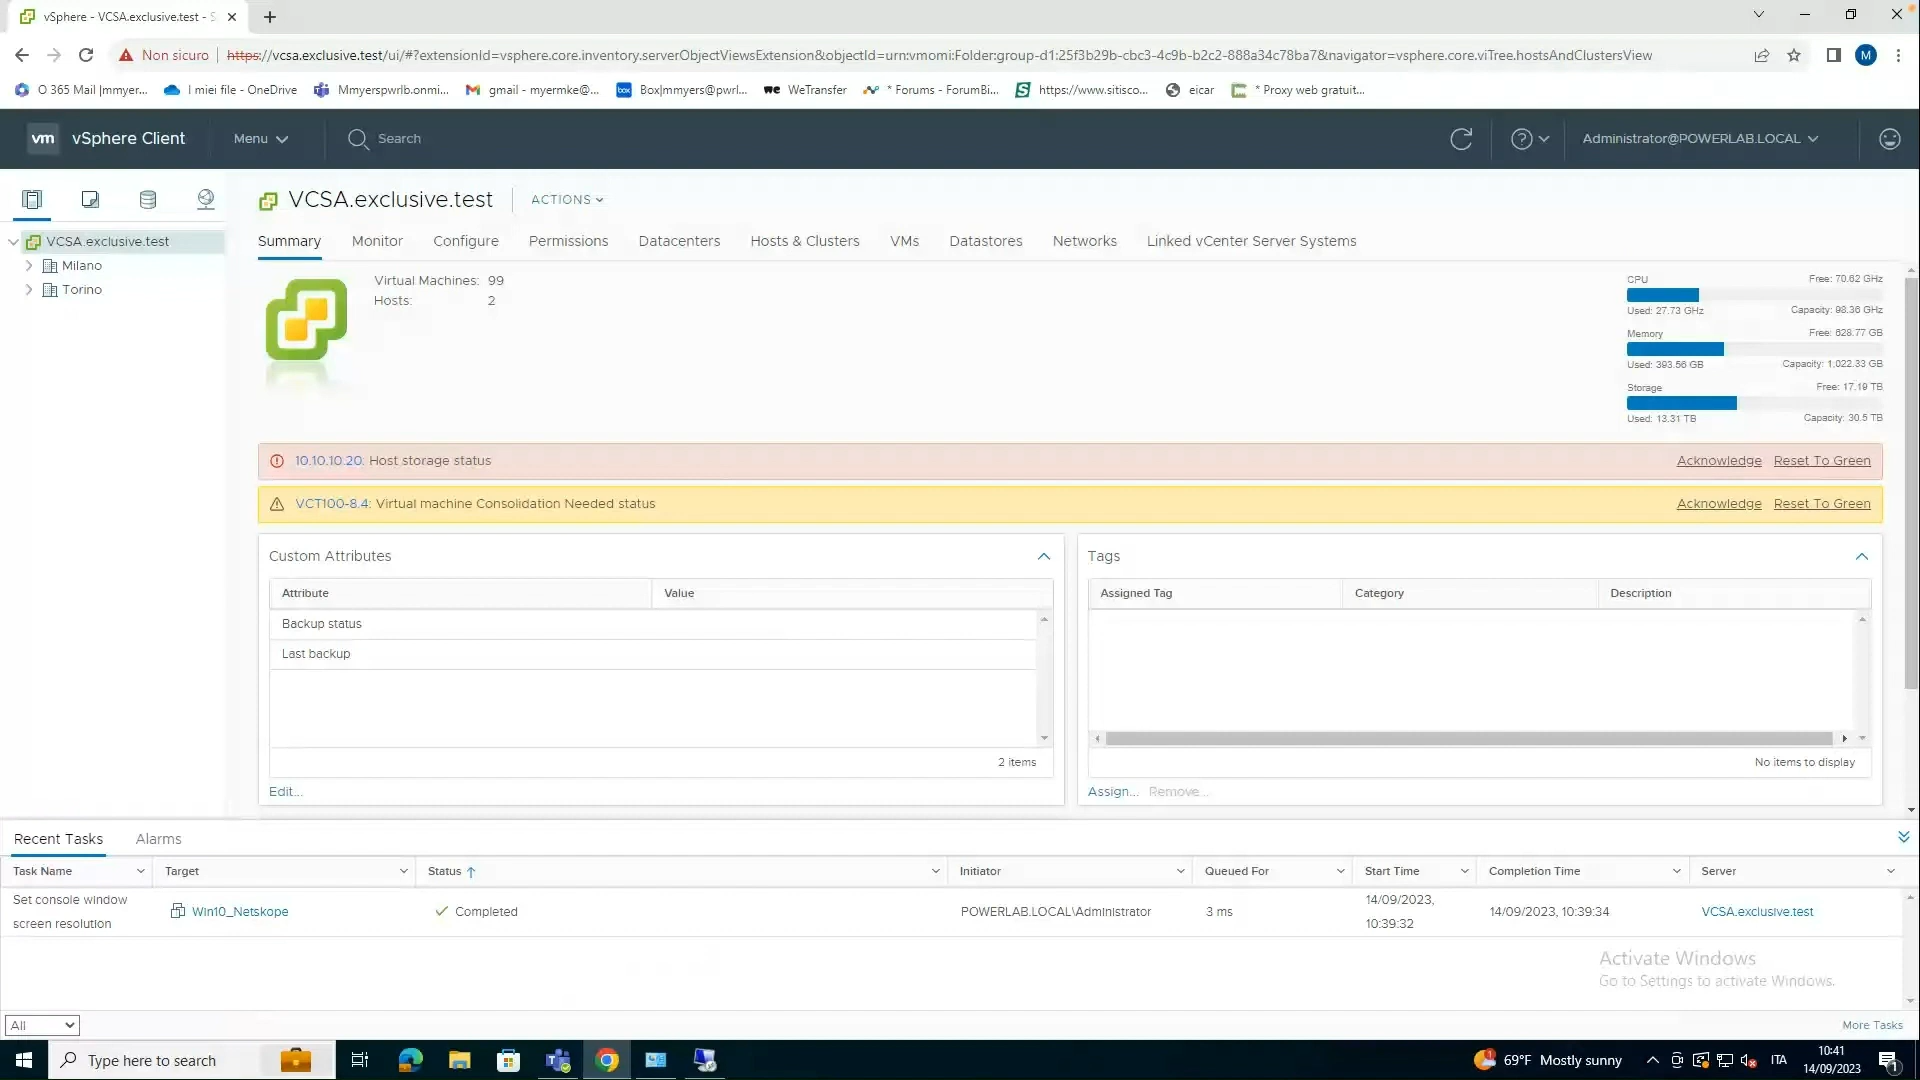 vSphere - VCSA.exclusive.test - S
Non sicuro https://vcsa.exclusive.test/ui/#?extensionId=vsphere.core.inventory.serverObjectViewsExtension&objectId=urn:vmomi:Folder:group-d1:25f3b29b-cbc3-4c9b-b2c2-888a34c78ba7&navigator=vsphere.core.viTree.hostsAndClustersView
M
O 365 Mail |mmyer... I miei file - OneDrive Mmyerspwrlb.onmi... gmail - myermke@... Box|mmyers@pwrl... WeTransfer * Forums - ForumBi... https://www.sitisco... eicar * Proxy web gratuit...
vm vSphere Client Menu Search Administrator@POWERLAB.LOCAL
VCSA.exclusive.test ACTIONS
VCSA.exclusive.test
Milano
Torino
Summary Monitor Configure Permissions Datacenters Hosts & Clusters VMs Datastores Networks Linked vCenter Server Systems
Virtual Machines: 99
Hosts: 2
CPU Free: 70.62 GHz
Used: 27.73 GHz Capacity: 98.36 GHz
Memory Free: 628.77 GB
Used: 393.56 GB Capacity: 1,022.33 GB
Storage Free: 17.19 TB
Used: 13.31 TB Capacity: 30.5 TB
10.10.10.20: Host storage status Acknowledge Reset To Green
VCT100-8.4: Virtual machine Consolidation Needed status Acknowledge Reset To Green
Custom Attributes
Attribute Value
Backup status
Last backup
2 items
Edit...
Tags
Assigned Tag Category Description
No items to display
Assign... Remove...
Recent Tasks Alarms
Task Name Target Status Initiator Queued For Start Time Completion Time Server
Set console window screen resolution Win10_Netskope Completed POWERLAB.LOCAL\Administrator 3 ms 14/09/2023, 10:39:32 14/09/2023, 10:39:34 VCSA.exclusive.test
Activate Windows
Go to Settings to activate Windows.
All More Tasks
Type here to search 69°F Mostly sunny ITA 10:41
14/09/2023
1